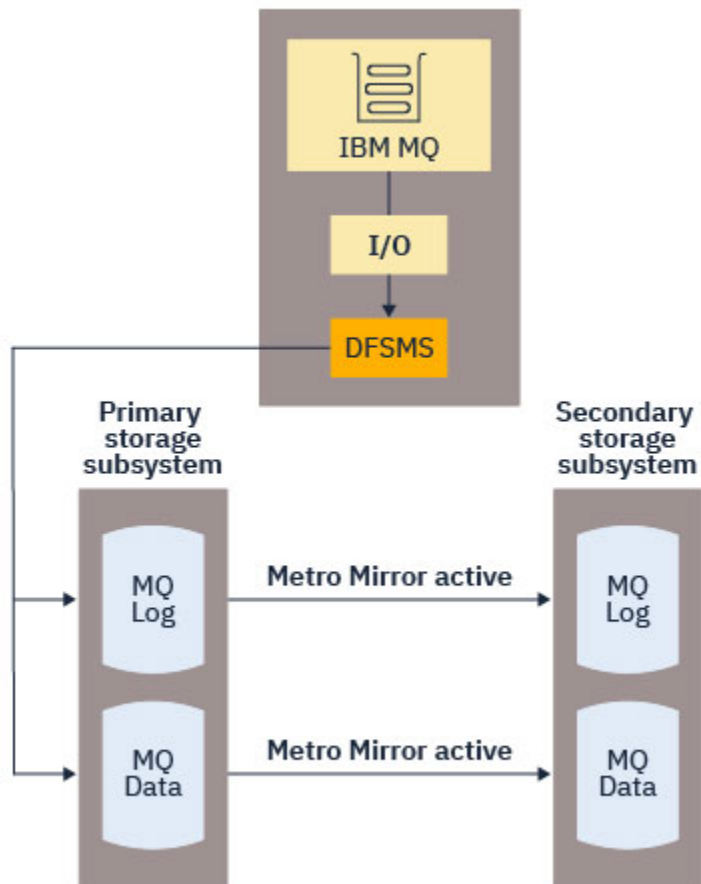 IBM MQ
I/O
DFSMS
Primary
storage
subsystem
Secondary
storage
subsystem
MQ
Log
Metro Mirror active
MQ
Log
MQ
Data
Metro Mirror active
MQ
Data